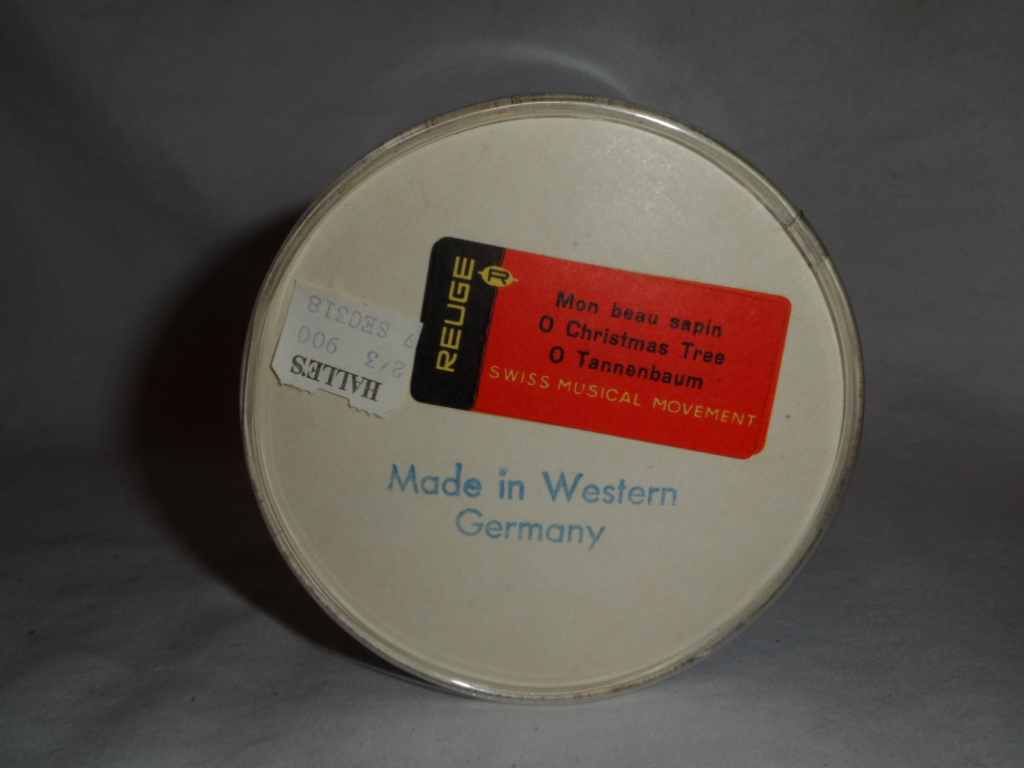 REUGE
R
Mon beau sapin
O Christmas Tree
O Tannenbaum
SWISS MUSICAL MOVEMENT
HALLE'S
2/3 900
7 SEC318
Made in Western
Germany